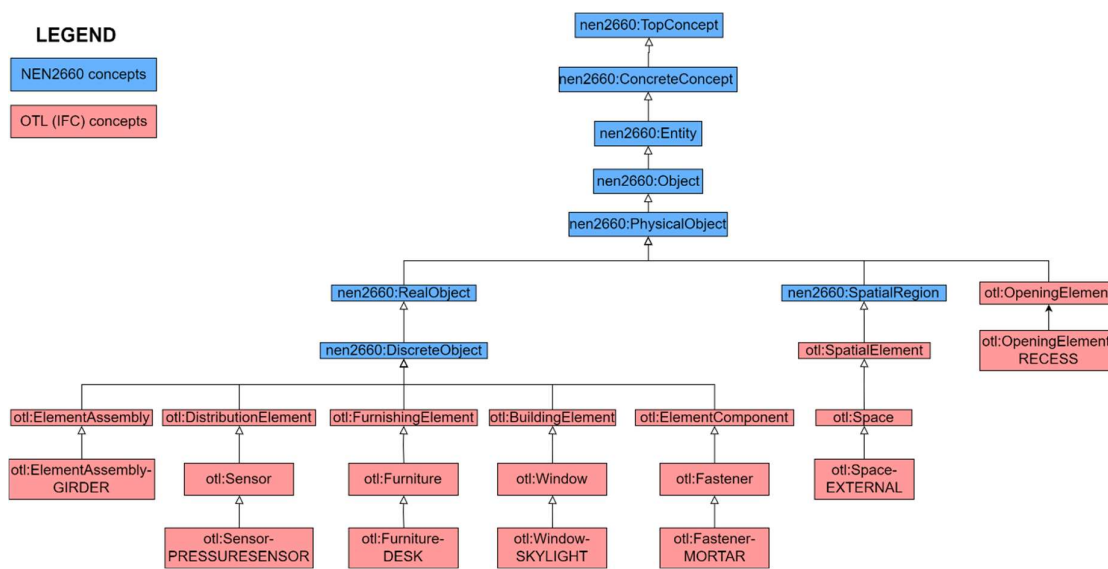 LEGEND
NEN2660 concepts
OTL (IFC) concepts
nen2660:TopConcept
nen2660:ConcreteConcept
nen2660:Entity
nen2660:Object
nen2660:PhysicalObject
nen2660:RealObject
nen2660:SpatialRegion
otl:OpeningElement
nen2660:DiscreteObject
otl:SpatialElement
otl:OpeningElement
RECESS
otl:ElementAssembly
otl:DistributionElement
otl:FurnishingElement
otl:BuildingElement
otl:ElementComponent
otl:Space
otl:ElementAssembly-
GIRDER
otl:Sensor
otl:Furniture
otl:Window
otl:Fastener
otl:Space-
EXTERNAL
otl:Sensor-
PRESSURESENSOR
otl:Furniture-
DESK
otl:Window-
SKYLIGHT
otl:Fastener-
MORTAR